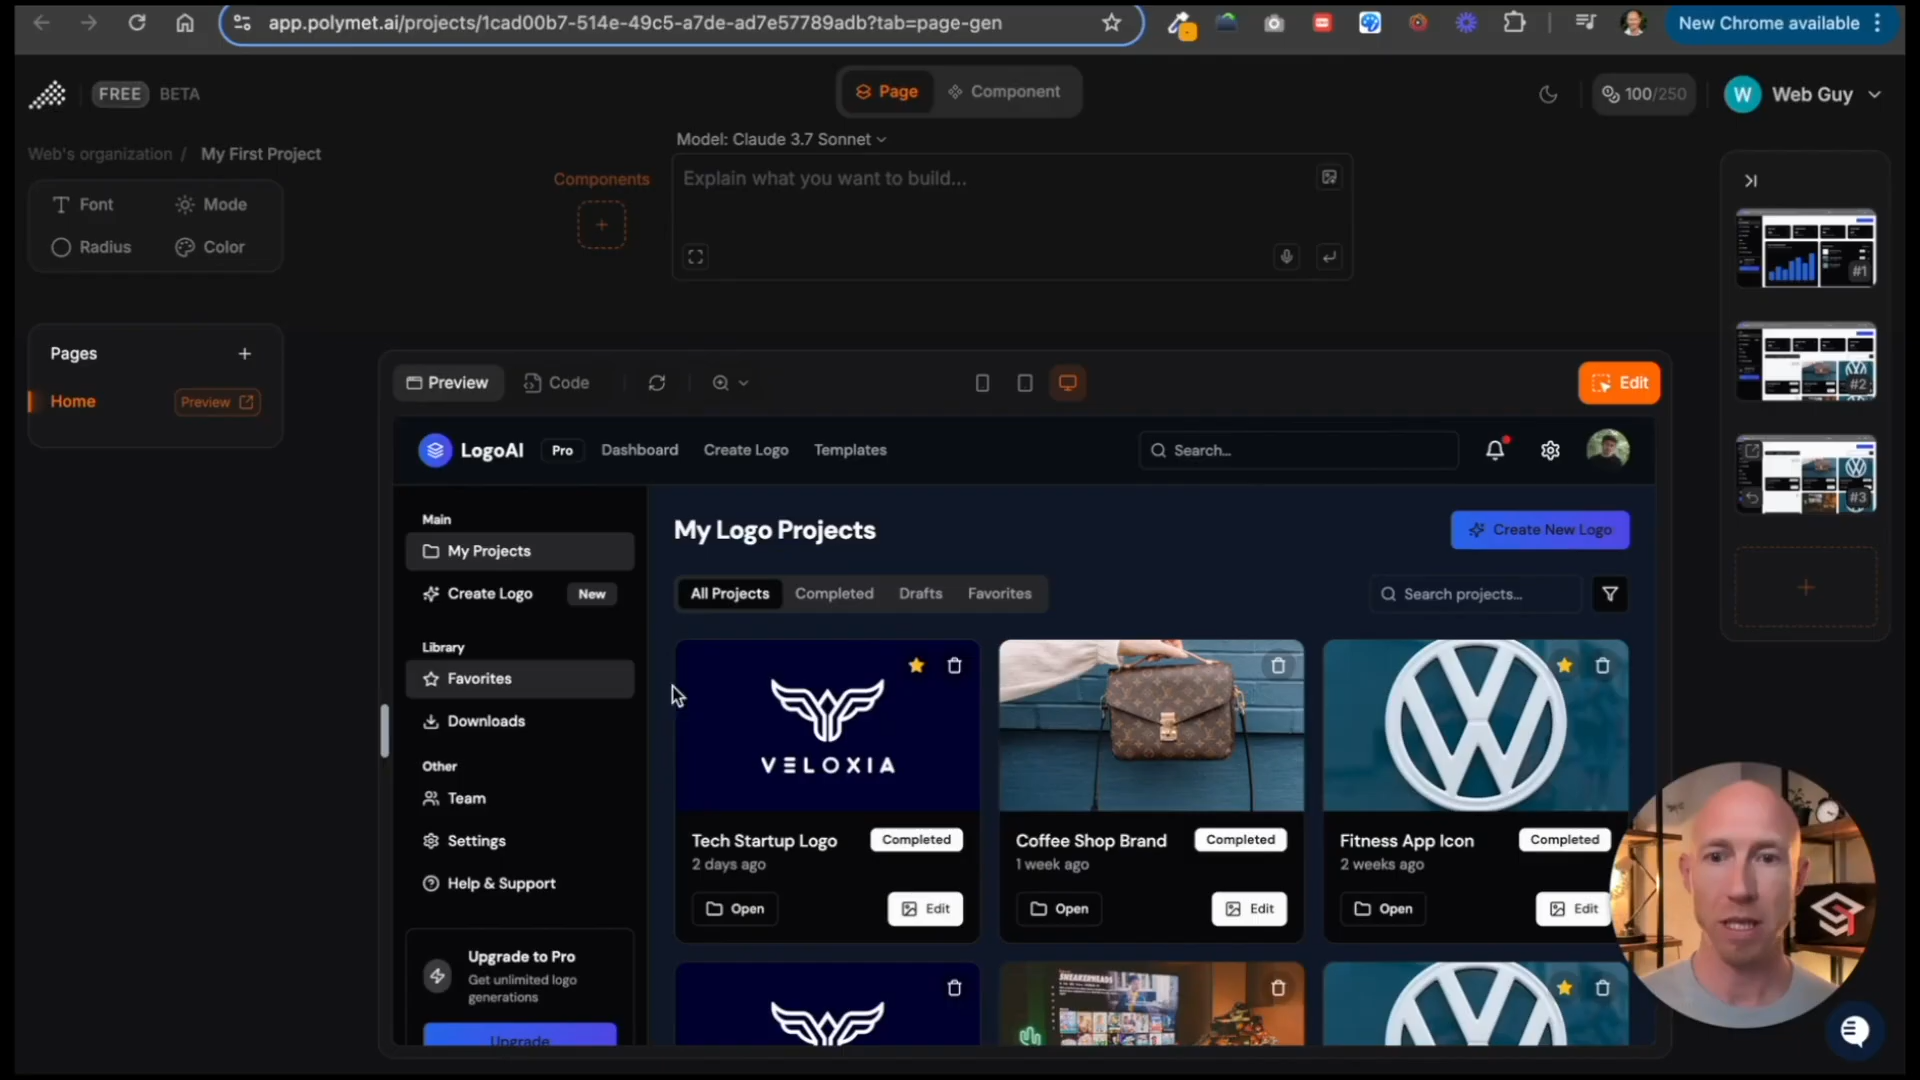 app.polymet.ai/projects/1cad00b7-514e-49c5-a7de-ad7e57789adb?tab=page-gen
New Chrome available
FREE BETA
Page Component
100/250
W Web Guy
Web's organization / My First Project
Model: Claude 3.7 Sonnet
Components
Explain what you want to build...
Font Mode
Radius Color
Pages
Home Preview
Preview Code
Edit
#1
#2
#3
LogoAI Pro Dashboard Create Logo Templates
Search...
Main
My Projects
Create Logo New
Library
Favorites
Downloads
Other
Team
Settings
Help & Support
Upgrade to Pro
Get unlimited logo
generations
Upgrade
My Logo Projects
Create New Logo
All Projects Completed Drafts Favorites
Search projects...
VELOXIA
Tech Startup Logo Completed
2 days ago
Open Edit
Coffee Shop Brand Completed
1 week ago
Open Edit
Fitness App Icon Completed
2 weeks ago
Open Edit